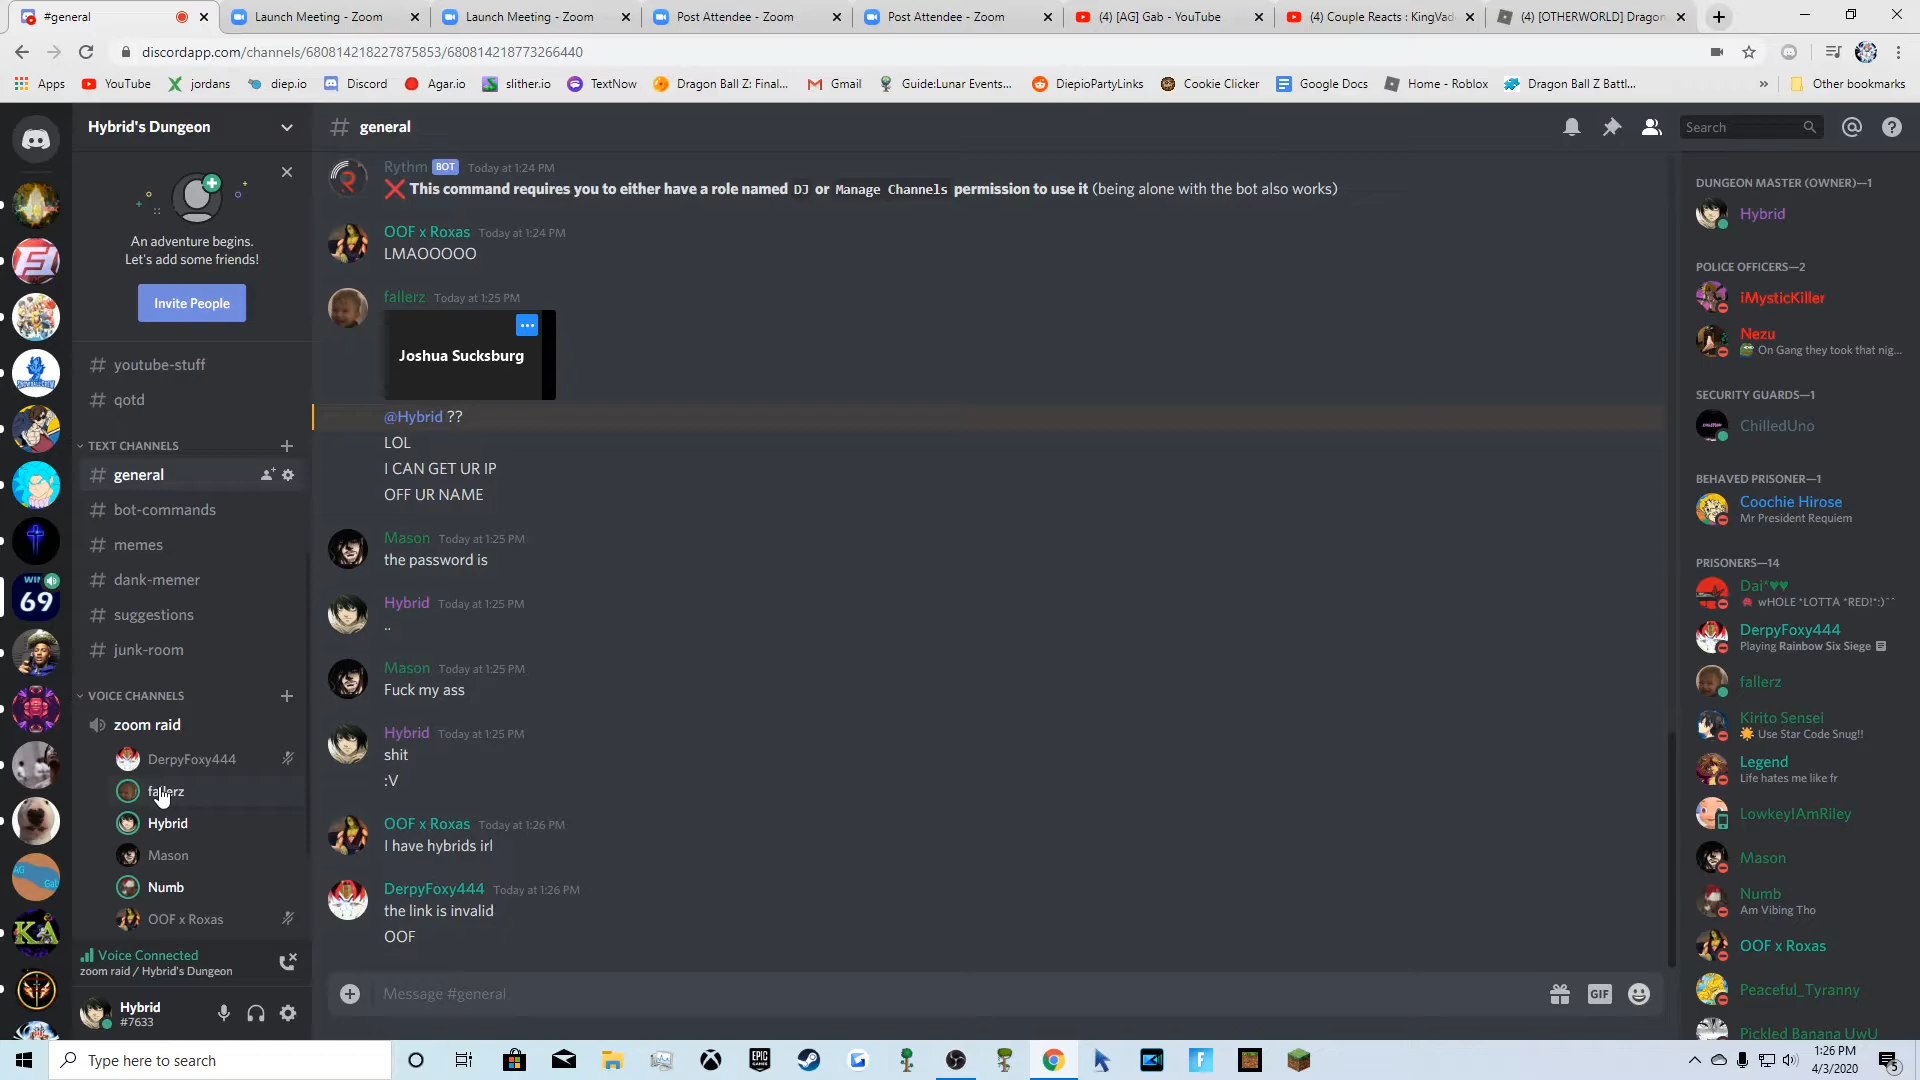 #general
Launch Meeting - Zoom
Launch Meeting - Zoom
Post Attendee - Zoom
Post Attendee - Zoom
(4) [AG] Gab - YouTube
(4) Couple Reacts : KingVad
(4) [OTHERWORLD] Dragon
discordapp.com/channels/680814218227875853/680814218773266440
Apps
YouTube
jordans
diep.io
Discord
Agar.io
slither.io
TextNow
Dragon Ball Z: Final...
Gmail
Guide:Lunar Events...
DiepioPartyLinks
Cookie Clicker
Google Docs
Home - Roblox
Dragon Ball Z Battl...
Other bookmarks
Hybrid's Dungeon
An adventure begins.
Let's add some friends!
Invite People
# youtube-stuff
# qotd
TEXT CHANNELS
# general
# bot-commands
# memes
# dank-memer
# suggestions
# junk-room
VOICE CHANNELS
zoom raid
DerpyFoxy444
fallerz
Hybrid
Mason
Numb
OOF x Roxas
Voice Connected
zoom raid / Hybrid's Dungeon
Hybrid
#7633
WIN
69
AG
Gab
KA
# general
Search
Rythm BOT Today at 1:24 PM
This command requires you to either have a role named DJ or Manage Channels permission to use it (being alone with the bot also works)
OOF x Roxas Today at 1:24 PM
LMAOOOOO
fallerz Today at 1:25 PM
Joshua Sucksburg
@Hybrid ??
LOL
I CAN GET UR IP
OFF UR NAME
Mason Today at 1:25 PM
the password is
Hybrid Today at 1:25 PM
..
Mason Today at 1:25 PM
Fuck my ass
Hybrid Today at 1:25 PM
shit
:V
OOF x Roxas Today at 1:26 PM
I have hybrids irl
DerpyFoxy444 Today at 1:26 PM
the link is invalid
OOF
Message #general
GIF
DUNGEON MASTER (OWNER)—1
Hybrid
POLICE OFFICERS—2
iMysticKiller
Nezu
On Gang they took that nig...
SECURITY GUARDS—1
ChilledUno
BEHAVED PRISONER—1
Coochie Hirose
Mr President Requiem
PRISONERS—14
Dai*♥♥
wHOLE *LOTTA *RED!*:)ˆˆ
DerpyFoxy444
Playing Rainbow Six Siege
fallerz
Kirito Sensei
Use Star Code Snug!!
Legend
Life hates me like fr
LowkeyIAmRiley
Mason
Numb
Am Vibing Tho
OOF x Roxas
Peaceful_Tyranny
Pickled Banana UwU
Type here to search
EPIC
1:26 PM
4/3/2020
5